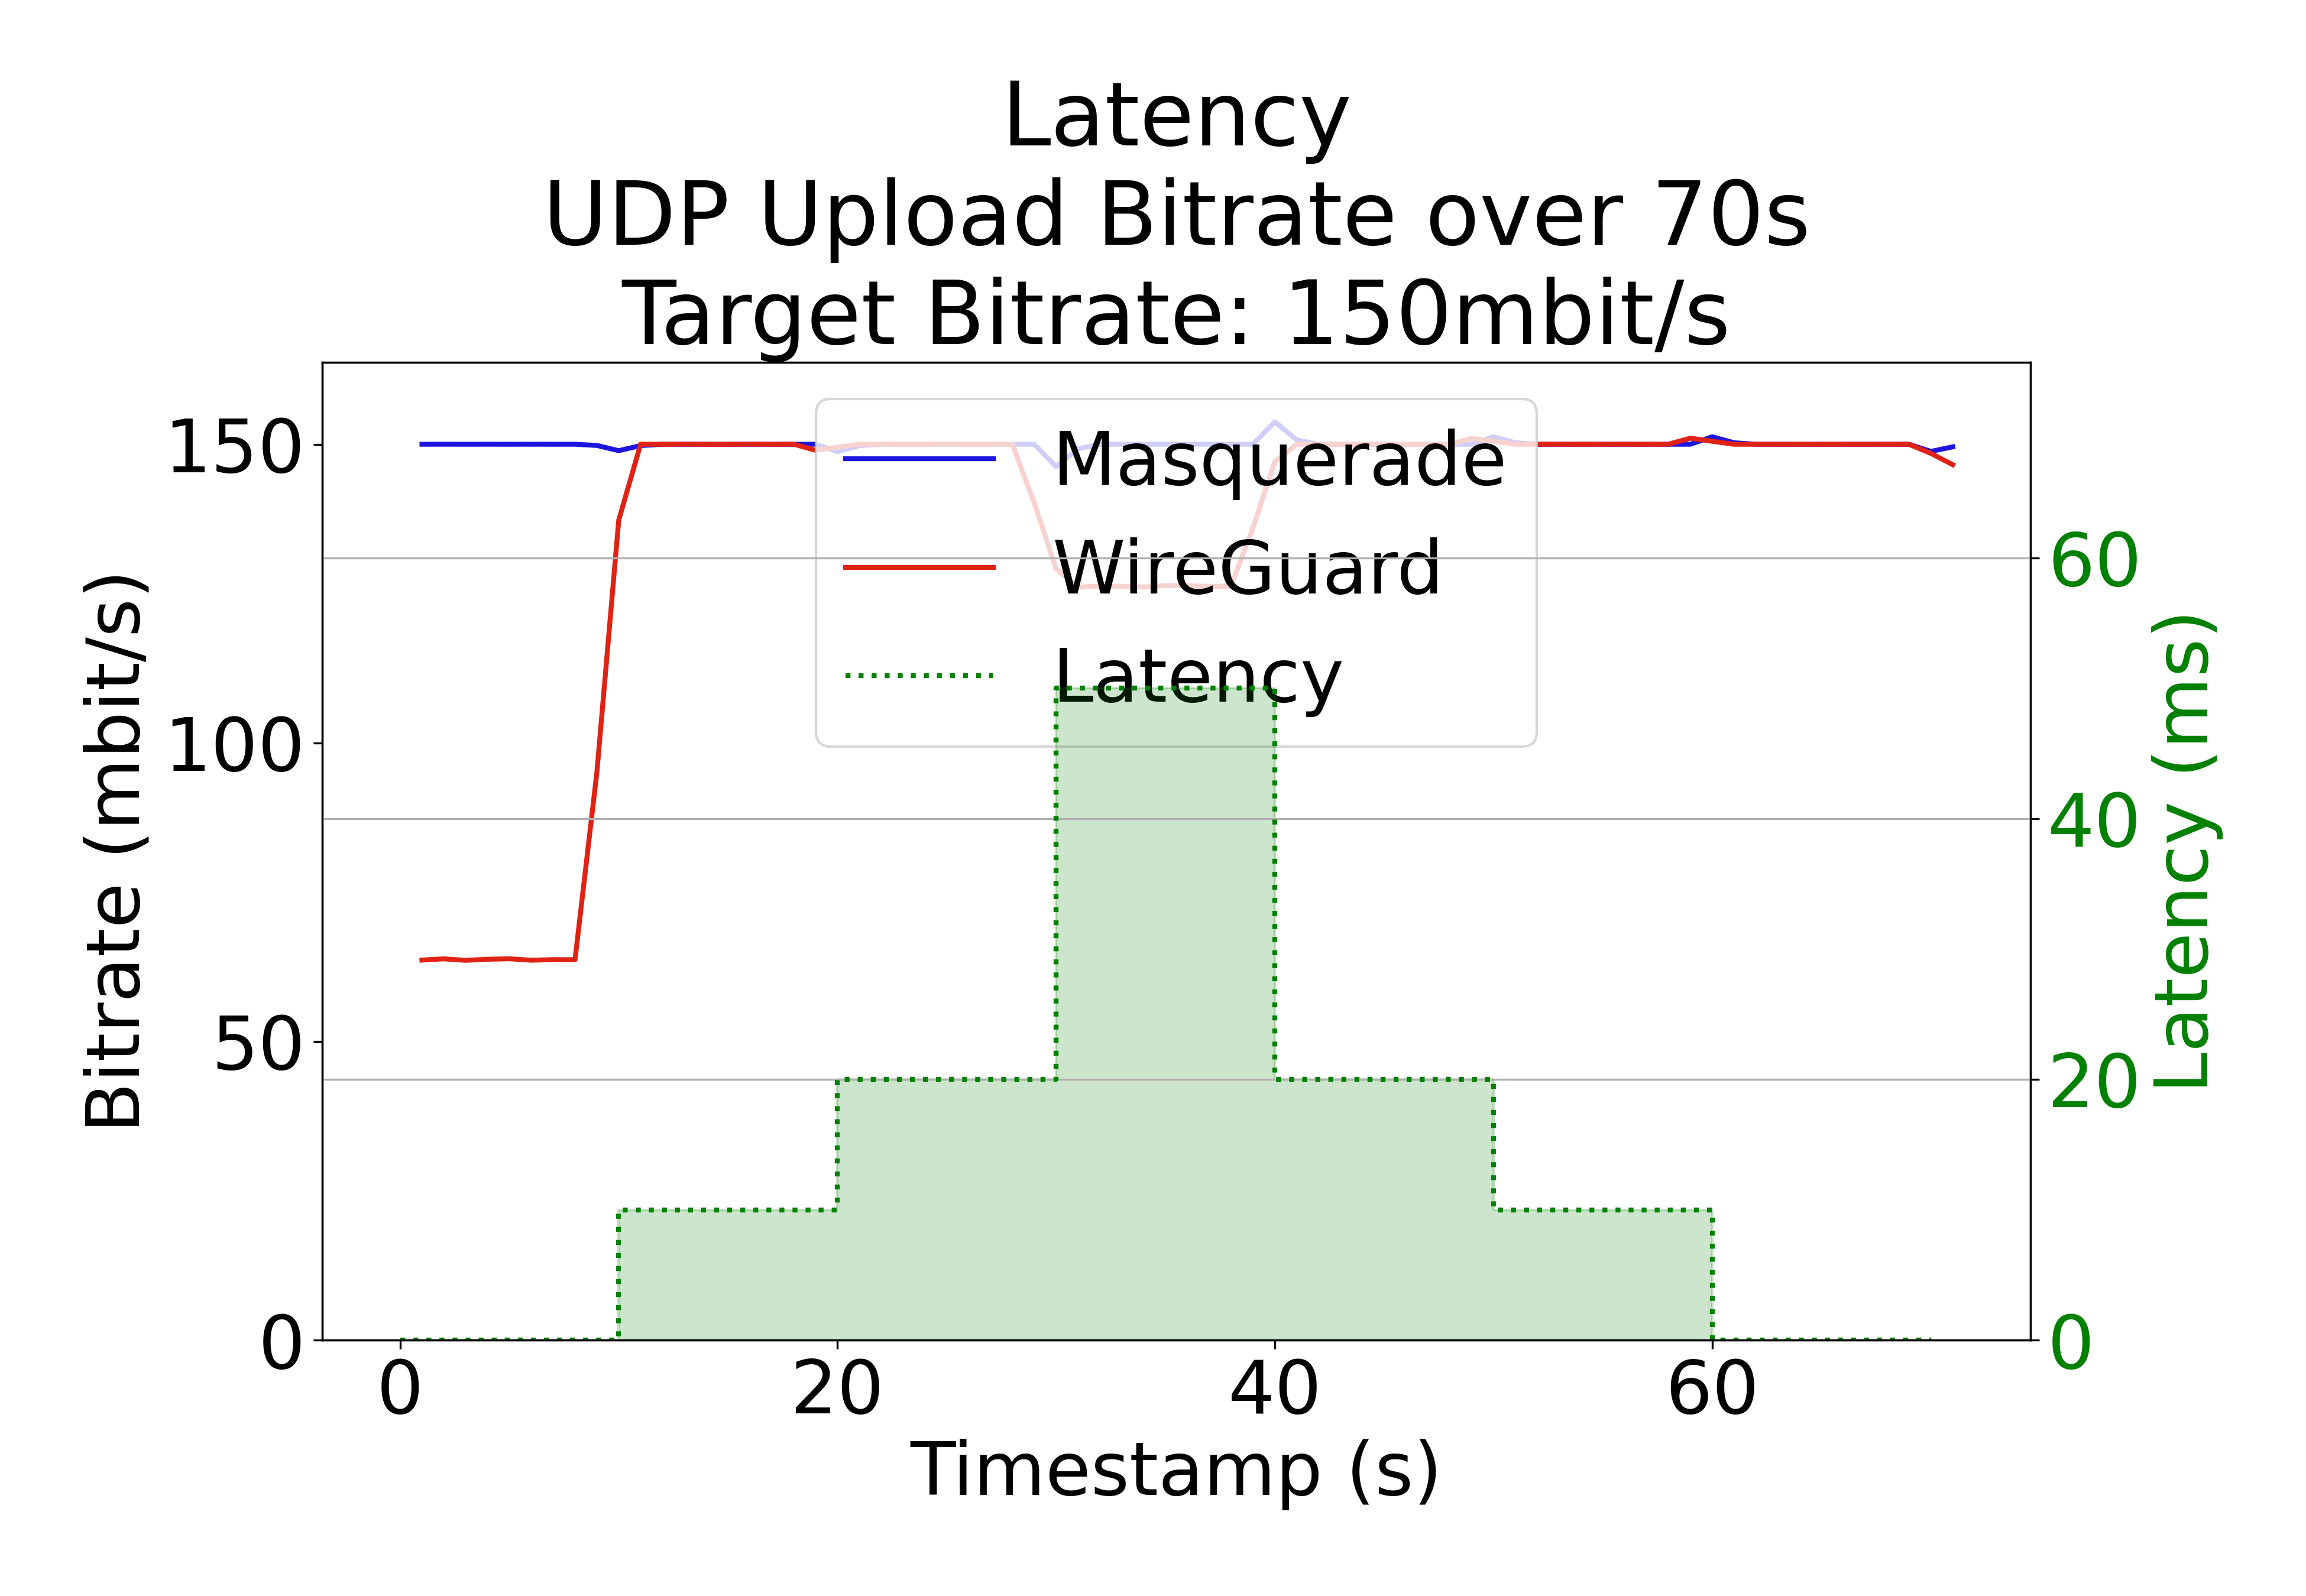 Latency
UDP Upload Bitrate over 70s
Target Bitrate: 150mbit/s
Bitrate (mbit/s)
150
100
50
0
Masquerade
WireGuard
Latency
60
40
20
0
Latency (ms)
0
20
40
60
Timestamp (s)